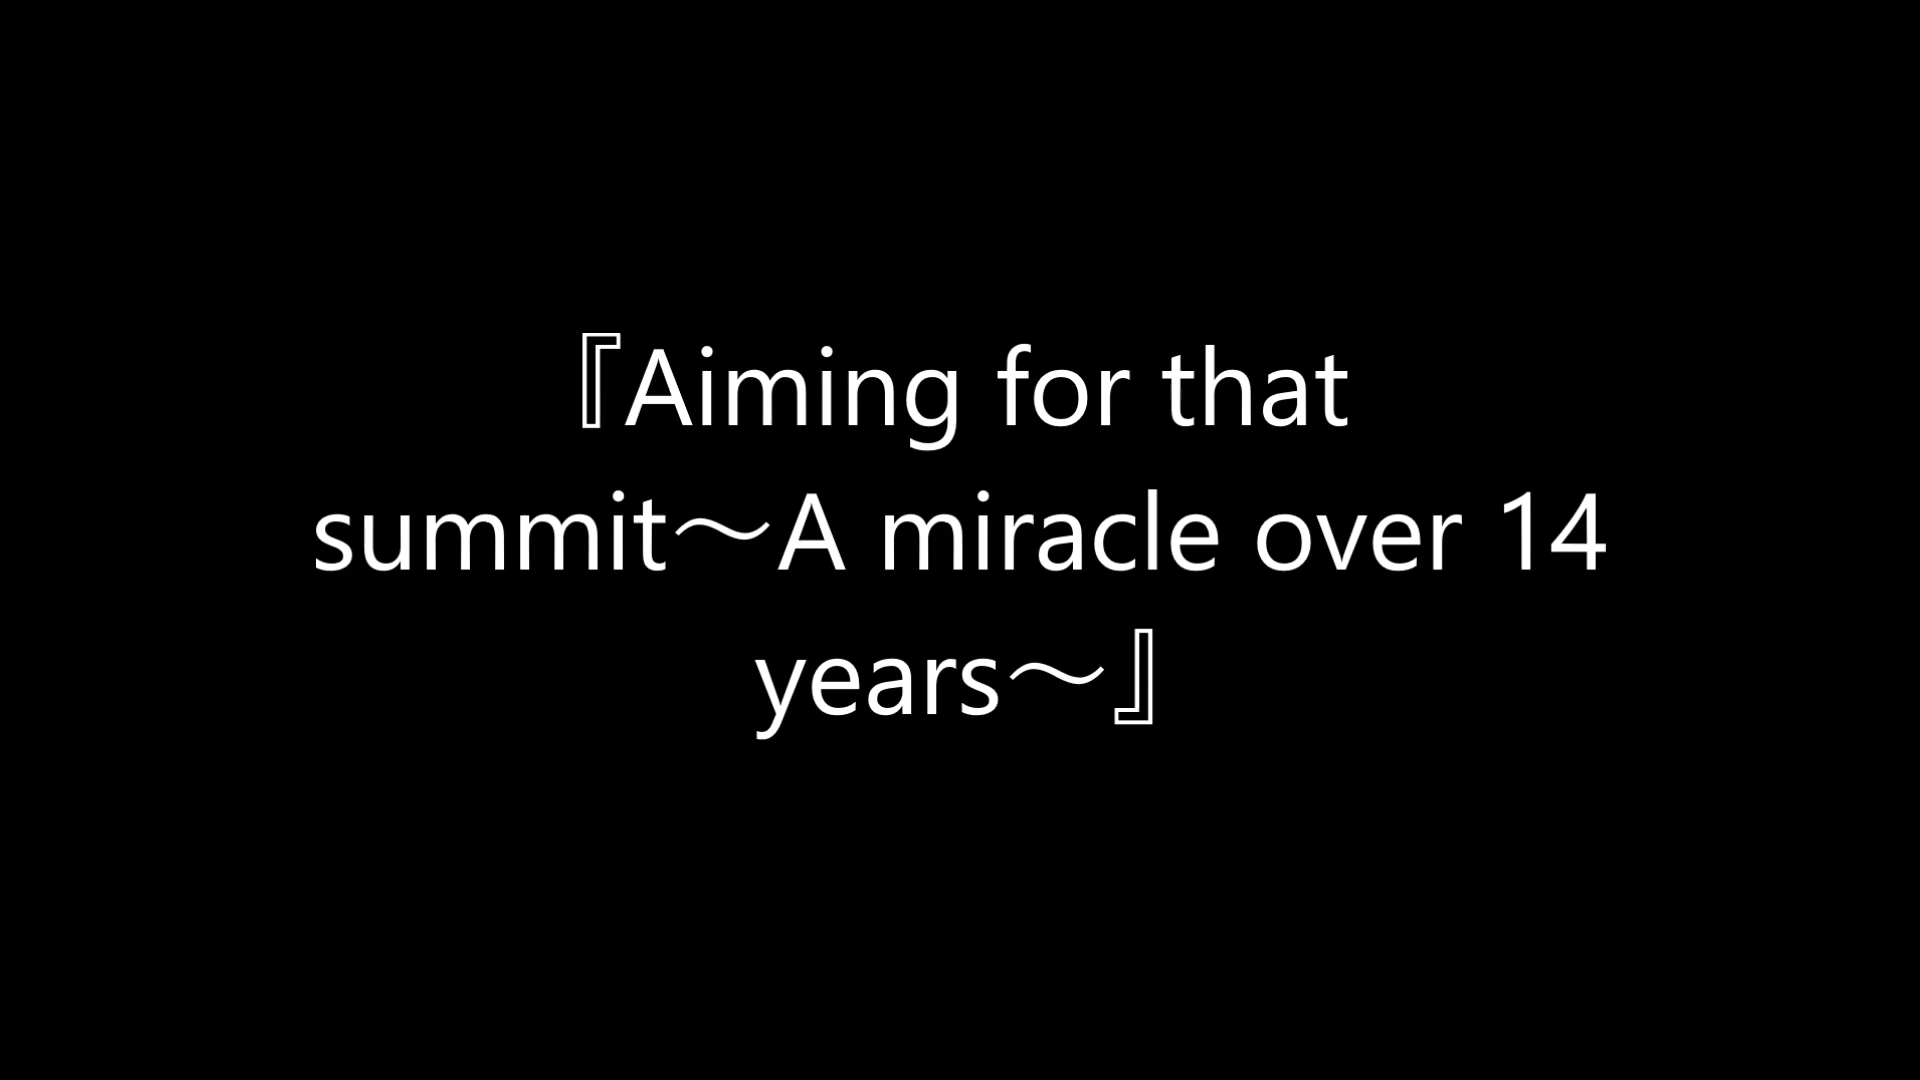 『Aiming for that
summit～A miracle over 14
years～』